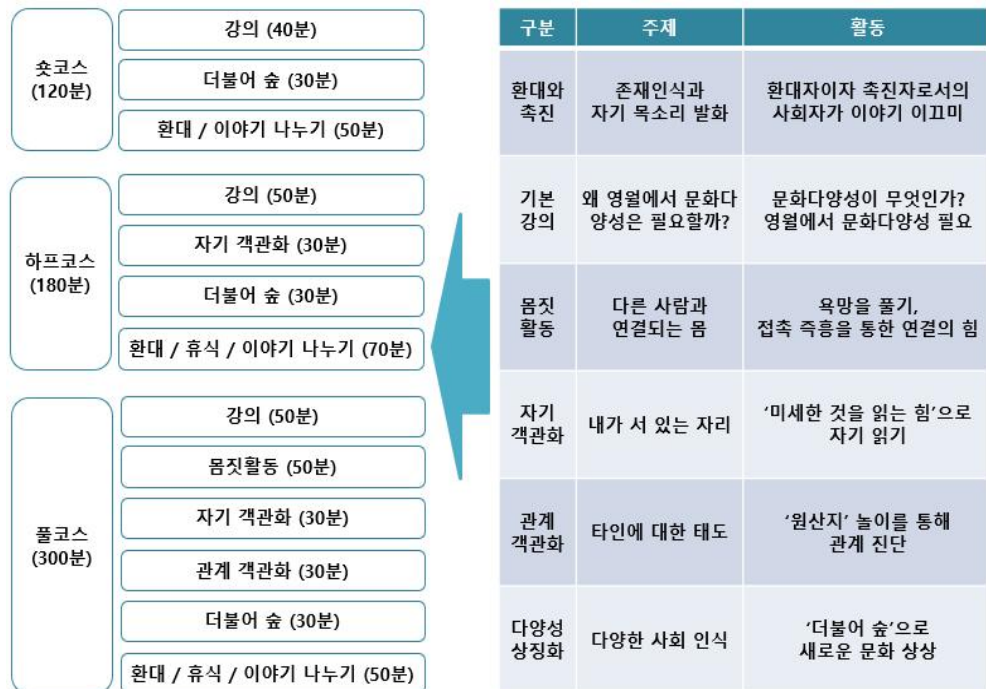 숏코스
(120분)
강의 (40분)
더불어 숲 (30분)
환대 / 이야기 나누기 (50분)
하프코스
(180분)
강의 (50분)
자기 객관화 (30분)
더불어 숲 (30분)
환대 / 휴식 / 이야기 나누기 (70분)
풀코스
(300분)
강의 (50분)
몸짓활동 (50분)
자기 객관화 (30분)
관계 객관화 (30분)
더불어 숲 (30분)
환대 / 휴식 / 이야기 나누기 (50분)
구분 주제 활동
환대와
촉진
존재인식과
자기 목소리 발화
환대자이자 촉진자로서의
사회자가 이야기 이끄미
기본
강의
왜 영월에서 문화다
양성은 필요할까?
문화다양성이 무엇인가?
영월에서 문화다양성 필요
몸짓
활동
다른 사람과
연결되는 몸
욕망을 풀기,
접촉 즉흥을 통한 연결의 힘
자기
객관화
내가 서 있는 자리
‘미세한 것을 읽는 힘’으로
자기 읽기
관계
객관화
타인에 대한 태도
‘원산지’ 놀이를 통해
관계 진단
다양성
상징화
다양한 사회 인식
‘더불어 숲’으로
새로운 문화 상상